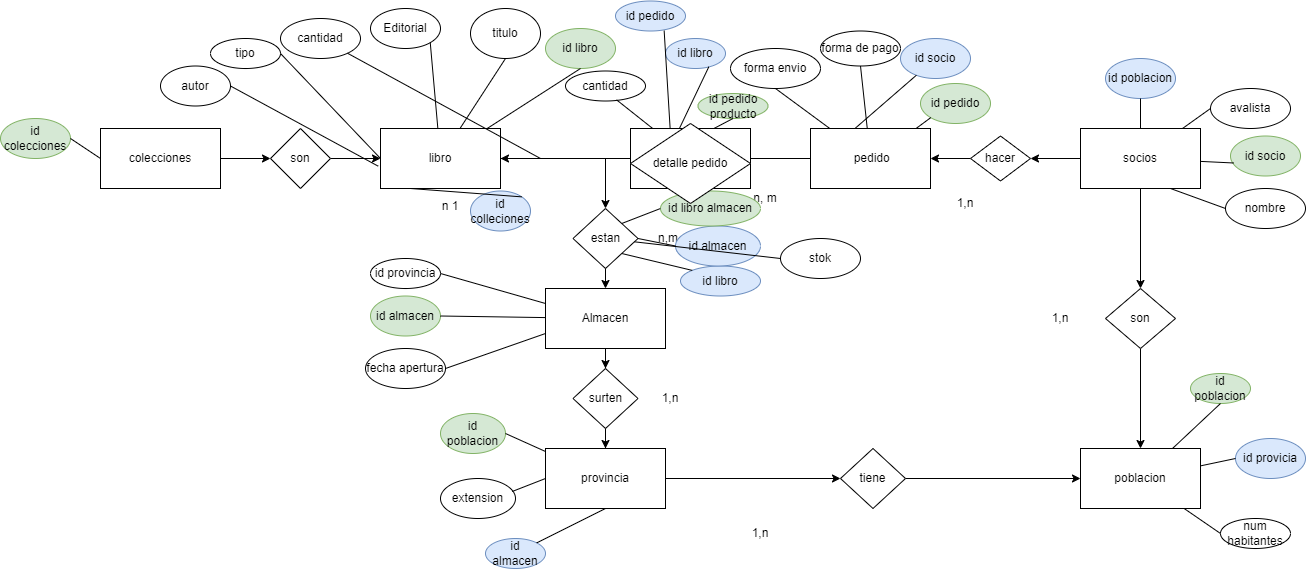 id pedido
Editorial
titulo
cantidad
id libro
id libro
forma de pago
id socio
tipo
forma envio
id poblacion
autor
cantidad
id pedido
producto
id pedido
avalista
id
colecciones
colecciones
son
libro
detalle pedido
pedido
hacer
socios
id socio
n 1
id
colleciones
n, m
id libro almacen
1,n
nombre
estan
n,m
id almacen
stok
id provincia
id libro
id almacen
Almacen
1,n
son
fecha apertura
surten
1,n
id
poblacion
id
poblacion
id provicia
extension
provincia
tiene
poblacion
id
almacen
1,n
num
habitantes